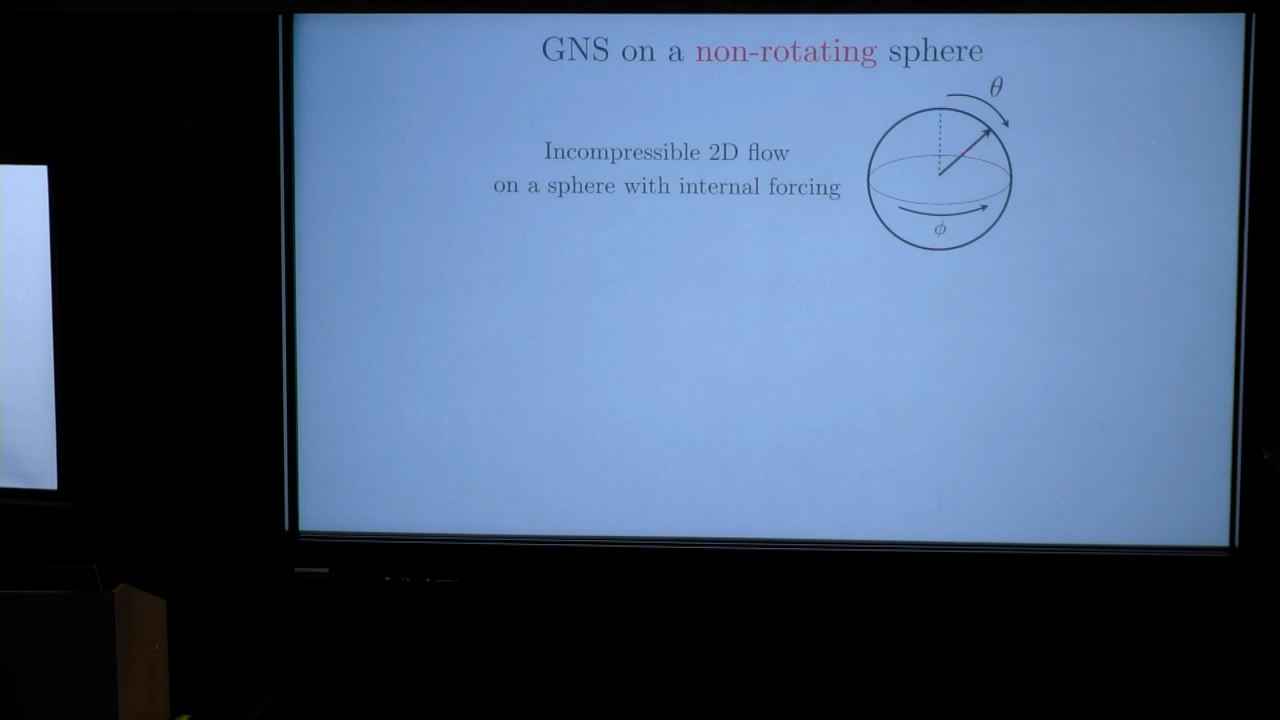 GNS on a non-rotating sphere
θ
Incompressible 2D flow
on a sphere with internal forcing
ϕ